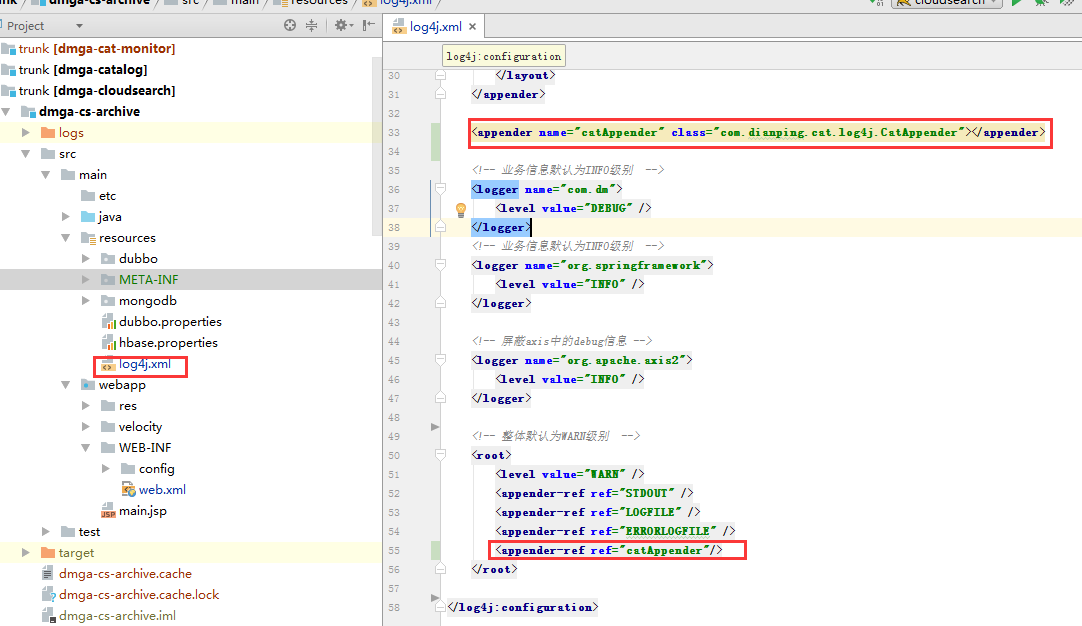 dmga-cs-archive src main resources log4j.xml cloudsearch
Project
log4j.xml
log4j:configuration
trunk [dmga-cat-monitor]
trunk [dmga-catalog]
trunk [dmga-cloudsearch]
dmga-cs-archive
logs
src
main
etc
java
resources
dubbo
META-INF
mongodb
dubbo.properties
hbase.properties
log4j.xml
webapp
res
velocity
WEB-INF
config
web.xml
main.jsp
test
target
dmga-cs-archive.cache
dmga-cs-archive.cache.lock
dmga-cs-archive.iml
30 </layout>
31 </appender>
32
33 <appender name="catAppender" class="com.dianping.cat.log4j.CatAppender"></appender>
34
35 <!-- 业务信息默认为INFO级别 -->
36 <logger name="com.dm">
37 <level value="DEBUG" />
38 </logger>
39 <!-- 业务信息默认为INFO级别 -->
40 <logger name="org.springframework">
41 <level value="INFO" />
42 </logger>
43
44 <!-- 屏蔽axis中的debug信息 -->
45 <logger name="org.apache.axis2">
46 <level value="INFO" />
47 </logger>
48
49 <!-- 整体默认为WARN级别 -->
50 <root>
51 <level value="WARN" />
52 <appender-ref ref="STDOUT" />
53 <appender-ref ref="LOGFILE" />
54 <appender-ref ref="ERRORLOGFILE" />
55 <appender-ref ref="catAppender"/>
56 </root>
57
58 </log4j:configuration>